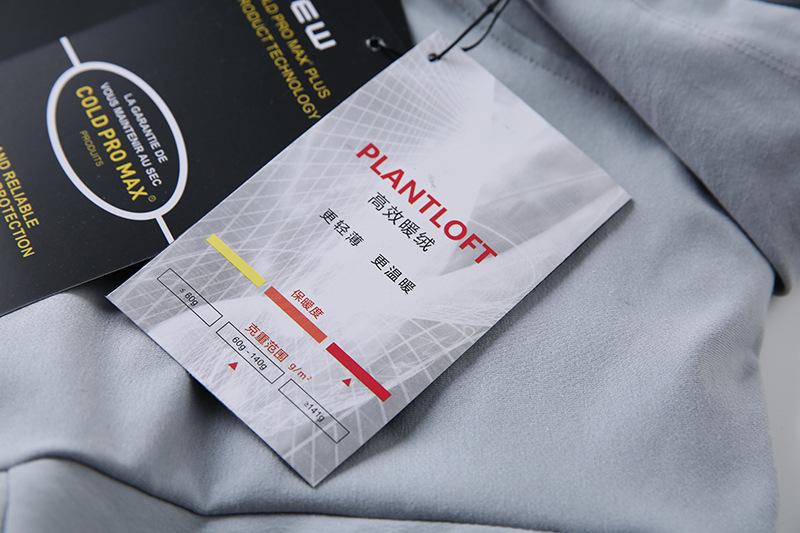 EW
COLD PRO MAX® PLUS
PRODUCT TECHNOLOGY
LA GARANTIE DE
VOUS MAINTENIR AU SEC
COLD PRO MAX®
PRODUITS
AND RELIABLE
PROTECTION
PLANTLOFT
高效暖绒
更轻薄 更温暖
保暖度
克重范围 g/m²
≤ 60g
60g - 140g
≥141g